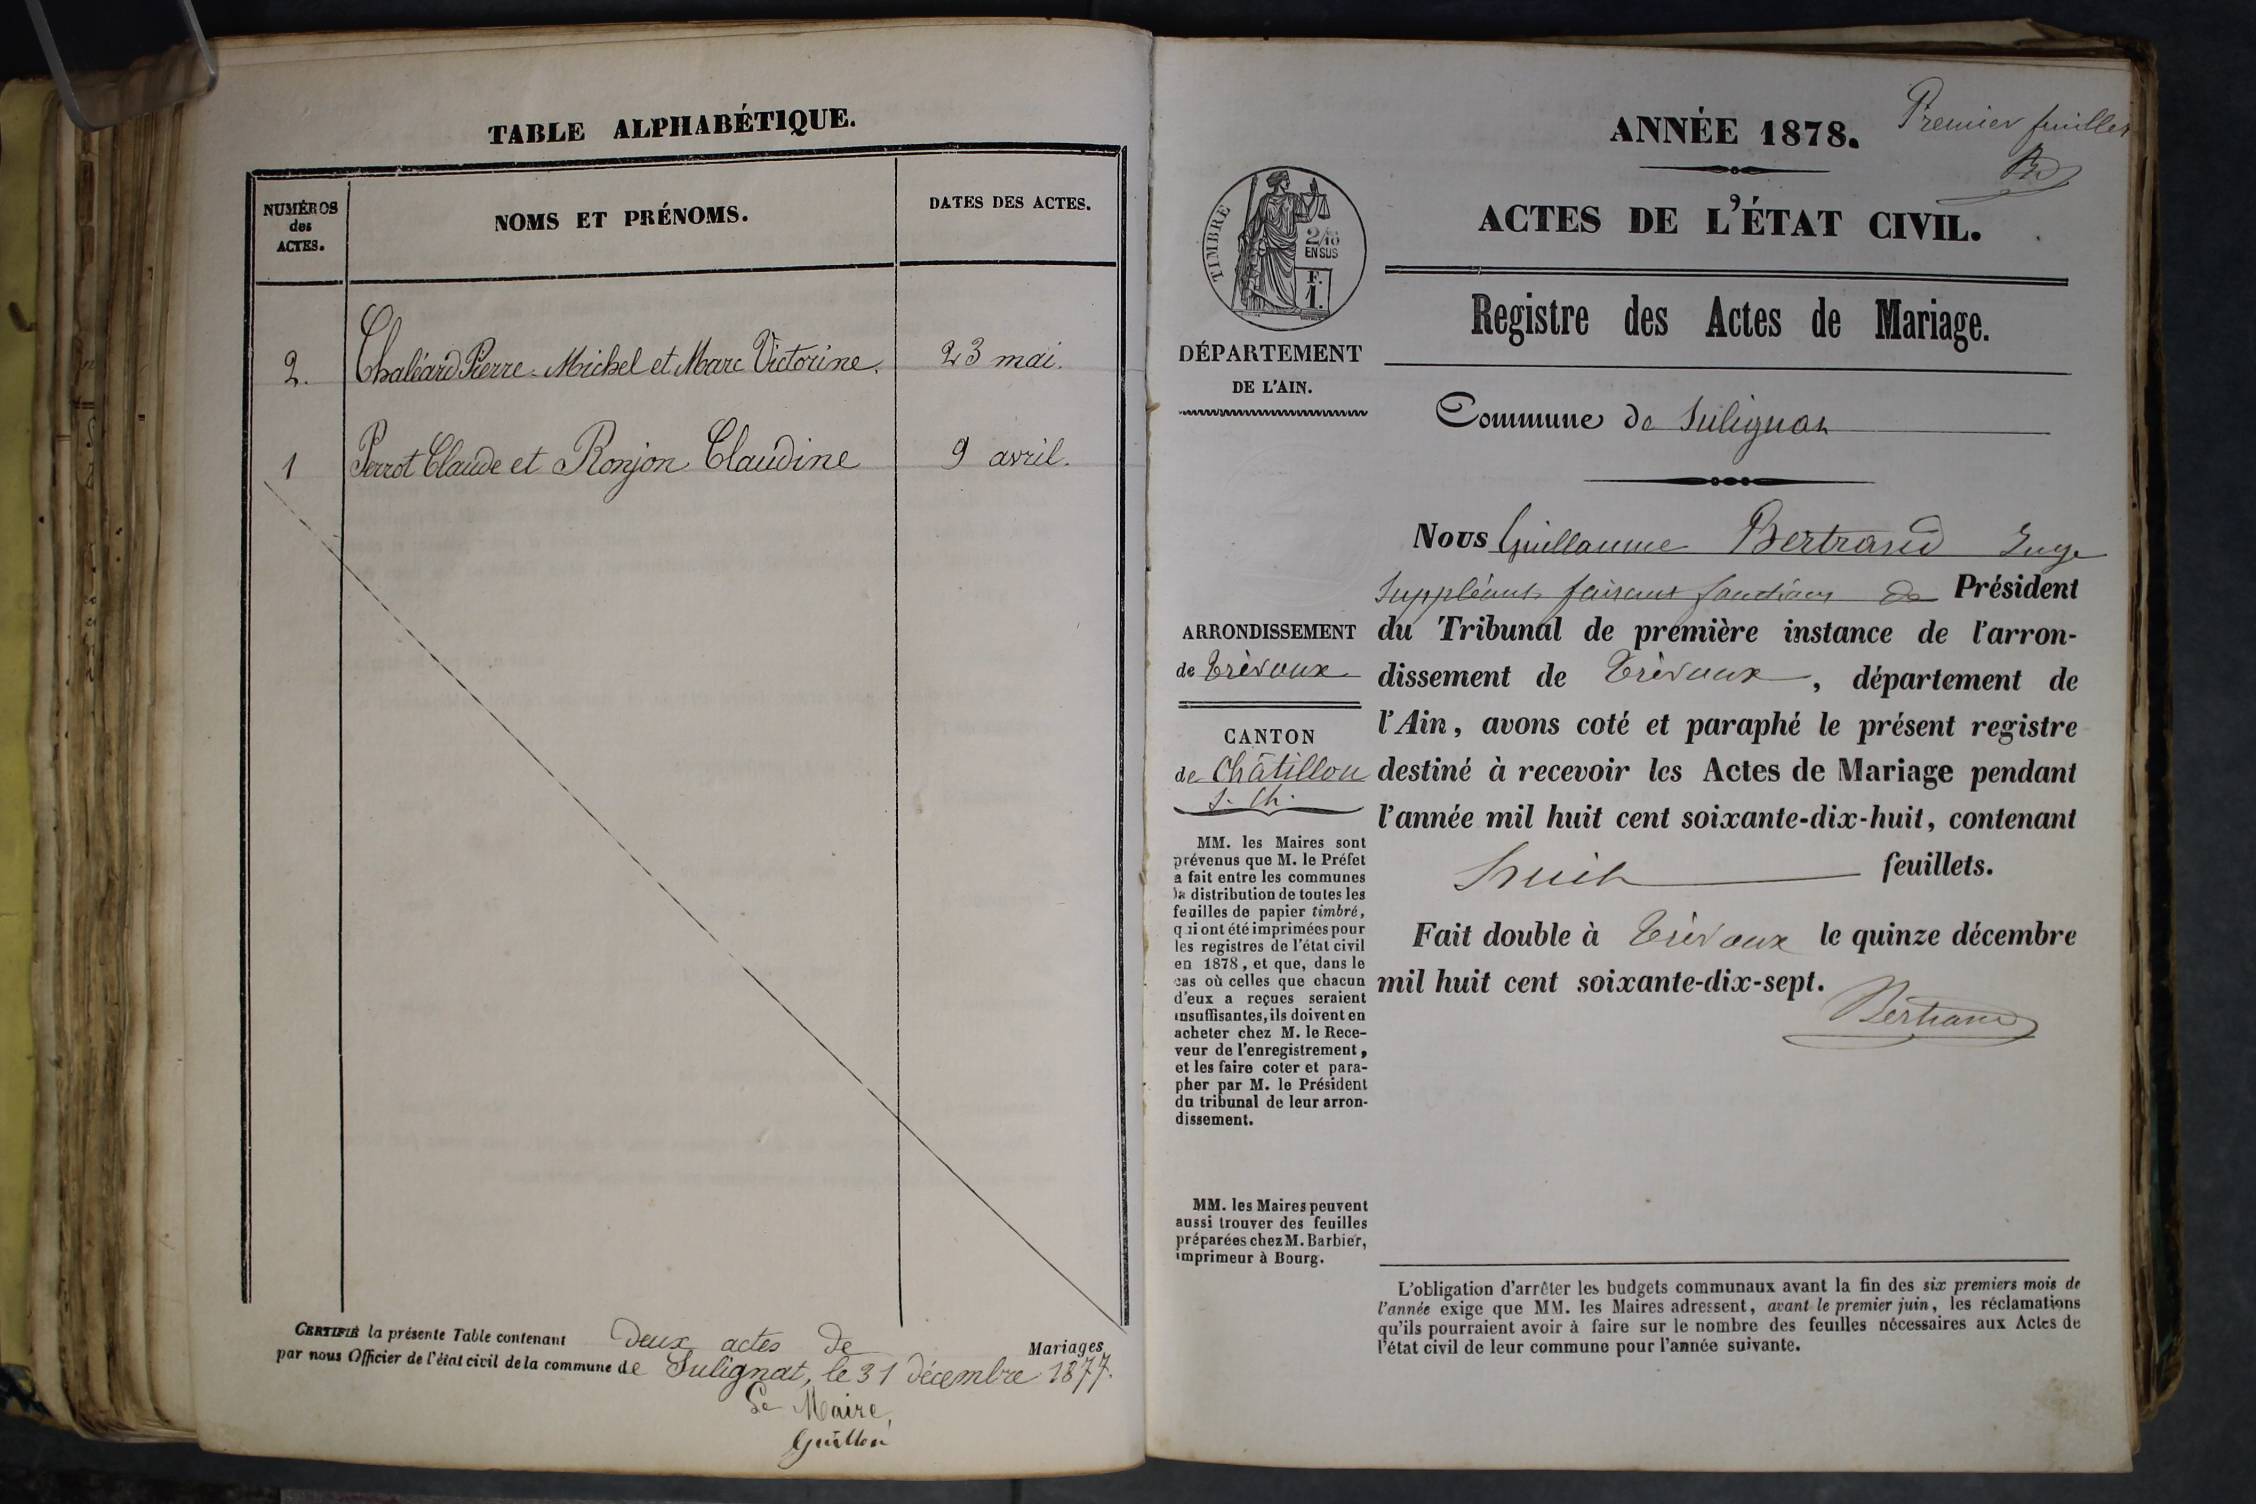 TABLE ALPHABÉTIQUE.
NUMÉROS
des
ACTES.
NOMS ET PRÉNOMS.
DATES DES ACTES.
2. Chaléard Pierre-Michel et Marc Victorine. 23 mai.
1 Perrot Claude et Ronjon Claudine 9 avril.
CERTIFIÉ la présente Table contenant Deux actes de Mariages
par nous Officier de l'état civil de la commune de Sulignat, le 31 décembre 1877.
Le Maire,
Guillon
Premier feuillet
ANNÉE 1878.
ACTES DE L'ÉTAT CIVIL.
TIMBRE
2/10
EN SUS
F.
1.
Registre des Actes de Mariage.
DÉPARTEMENT
DE L'AIN.
Commune de Sulignat
Nous Guillaume Bertrand Juge
Suppléant faisant fonctions de Président
du Tribunal de première instance de l'arron-
dissement de Trévoux, département de
l'Ain, avons coté et paraphé le présent registre
destiné à recevoir les Actes de Mariage pendant
l'année mil huit cent soixante-dix-huit, contenant
huit feuillets.
Fait double à Trévoux le quinze décembre
mil huit cent soixante-dix-sept.
Bertrand
ARRONDISSEMENT
de Trévoux
CANTON
de Châtillon
s. Ch.
MM. les Maires sont
prévenus que M. le Préfet
a fait entre les communes
la distribution de toutes les
feuilles de papier timbré,
qui ont été imprimées pour
les registres de l'état civil
en 1878, et que, dans le
cas où celles que chacun
d'eux a reçues seraient
insuffisantes, ils doivent en
acheter chez M. le Rece-
veur de l'enregistrement,
et les faire coter et para-
pher par M. le Président
du tribunal de leur arron-
dissement.
MM. les Maires peuvent
aussi trouver des feuilles
préparées chez M. Barbier,
imprimeur à Bourg.
L'obligation d'arrêter les budgets communaux avant la fin des six premiers mois de
l'année exige que MM. les Maires adressent, avant le premier juin, les réclamations
qu'ils pourraient avoir à faire sur le nombre des feuilles nécessaires aux Actes de
l'état civil de leur commune pour l'année suivante.